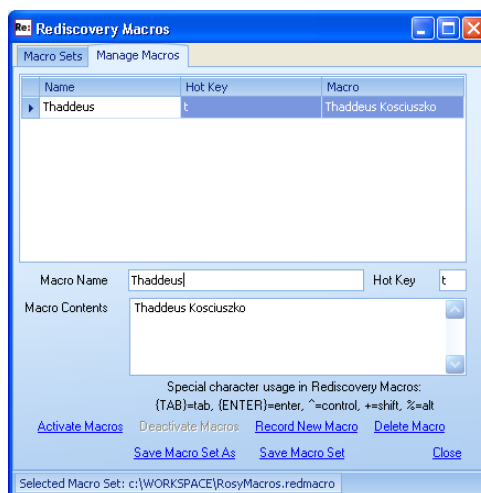 Re: Rediscovery Macros
Macro Sets Manage Macros
Name Hot Key Macro
Thaddeus t Thaddeus Kosciuszko
Macro Name Thaddeus Hot Key t
Macro Contents Thaddeus Kosciuszko
Special character usage in Rediscovery Macros:
{TAB}=tab, {ENTER}=enter, ^=control, +=shift, %=alt
Activate Macros Deactivate Macros Record New Macro Delete Macro
Save Macro Set As Save Macro Set Close
Selected Macro Set: c:\WORKSPACE\RosyMacros.redmacro